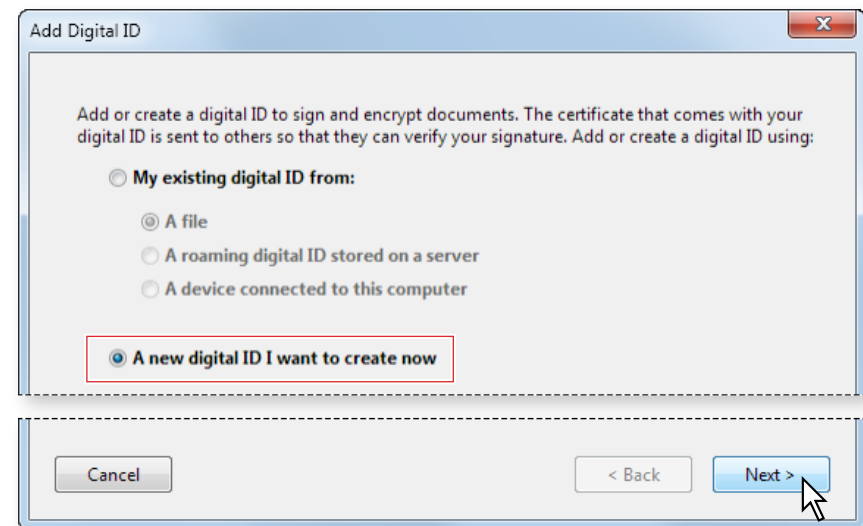 Add Digital ID
Add or create a digital ID to sign and encrypt documents. The certificate that comes with your
digital ID is sent to others so that they can verify your signature. Add or create a digital ID using:
My existing digital ID from:
A file
A roaming digital ID stored on a server
A device connected to this computer
A new digital ID I want to create now
Cancel
< Back
Next >